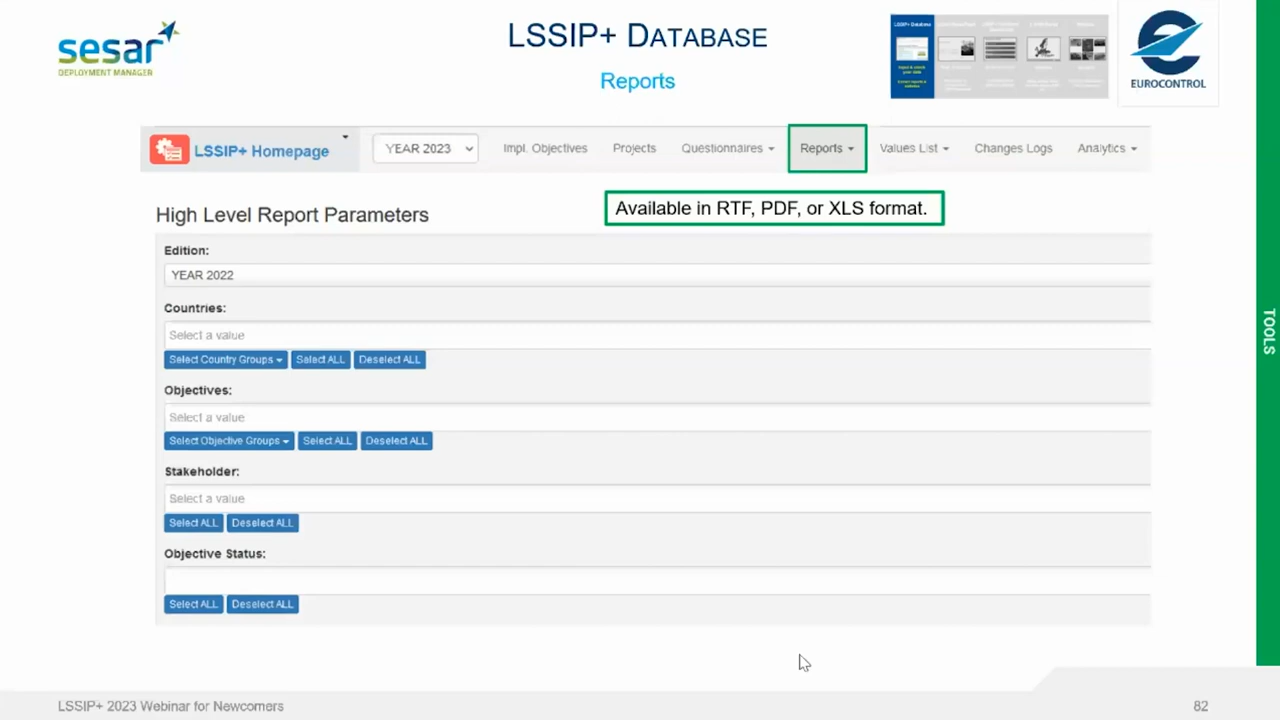 sesar
DEPLOYMENT MANAGER
LSSIP+ DATABASE
Reports
LSSIP+ Database
EUROCONTROL
LSSIP+ Homepage
YEAR 2023
Impl. Objectives
Projects
Questionnaires
Reports
Values List
Changes Logs
Analytics
High Level Report Parameters
Available in RTF, PDF, or XLS format.
Edition:
YEAR 2022
Countries:
Select a value
Select Country Groups Select ALL Deselect ALL
Objectives:
Select a value
Select Objective Groups Select ALL Deselect ALL
Stakeholder:
Select a value
Select ALL Deselect ALL
Objective Status:
Select ALL Deselect ALL
TOOLS
LSSIP+ 2023 Webinar for Newcomers
82